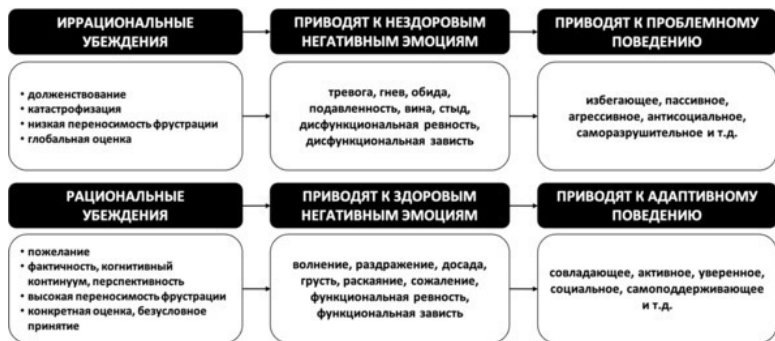 ИРРАЦИОНАЛЬНЫЕ
УБЕЖДЕНИЯ
ПРИВОДЯТ К НЕЗДОРОВЫМ
НЕГАТИВНЫМ ЭМОЦИЯМ
ПРИВОДЯТ К ПРОБЛЕМНОМУ
ПОВЕДЕНИЮ
• долженствование
• катастрофизация
• низкая переносимость фрустрации
• глобальная оценка
тревога, гнев, обида,
подавленность, вина, стыд,
дисфункциональная ревность,
дисфункциональная зависть
избегающее, пассивное,
агрессивное, антисоциальное,
саморазрушительное и т.д.
РАЦИОНАЛЬНЫЕ
УБЕЖДЕНИЯ
ПРИВОДЯТ К ЗДОРОВЫМ
НЕГАТИВНЫМ ЭМОЦИЯМ
ПРИВОДЯТ К АДАПТИВНОМУ
ПОВЕДЕНИЮ
• пожелание
• фактичность, когнитивный
континуум, перспективность
• высокая переносимость фрустрации
• конкретная оценка, безусловное
принятие
волнение, раздражение, досада,
грусть, раскаяние, сожаление,
функциональная ревность,
функциональная зависть
совладающее, активное, уверенное,
социальное, самоподдерживающее
и т.д.